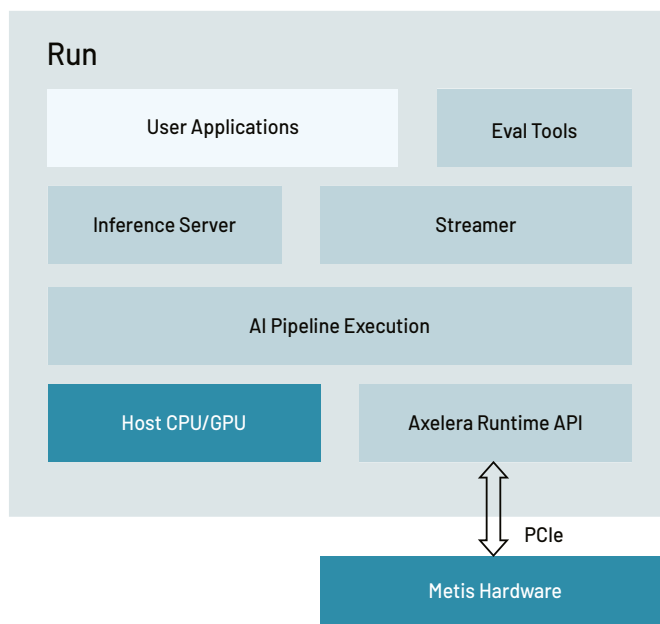 Run
User Applications
Eval Tools
Inference Server
Streamer
AI Pipeline Execution
Host CPU/GPU
Axelera Runtime API
PCIe
Metis Hardware